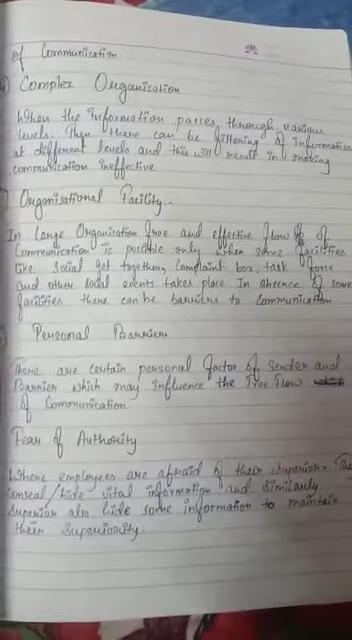 of Communication.
Complex Organisation
When the information passes through various
levels. Then there can be filtering of information
at different levels and this will result in making
communication ineffective
Organisational Facility.
In Large Organisation free and effective flow of
Communication is possible only when some facilities
like social get together, Complaint box, task force
and other social events takes place. In absence of some
facilities there can be barriers to communication
Personal Barriers
There are certain personal factor of Sender and
Barrier which may influence the Free Flow
of Communication
Fear of Authority
Where employees are afraid of their superior. The
conseal/hide vital information and similarly
superior also hide some information to maintain
their Superiority.